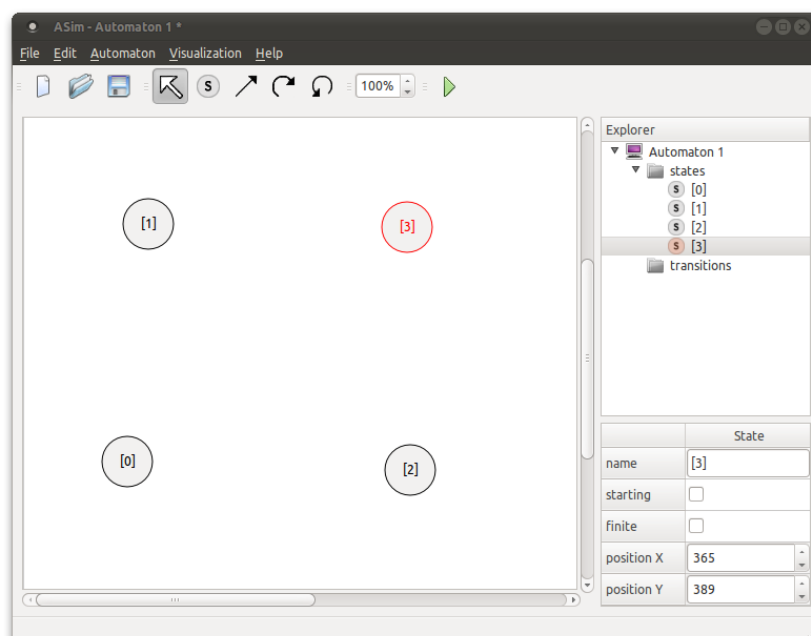 ASim - Automaton 1 *
File Edit Automaton Visualization Help
S 100%
Explorer
Automaton 1
states
S [0]
S [1]
S [2]
S [3]
transitions
[1] [3]
[0] [2]
State
name [3]
starting
finite
position X 365
position Y 389